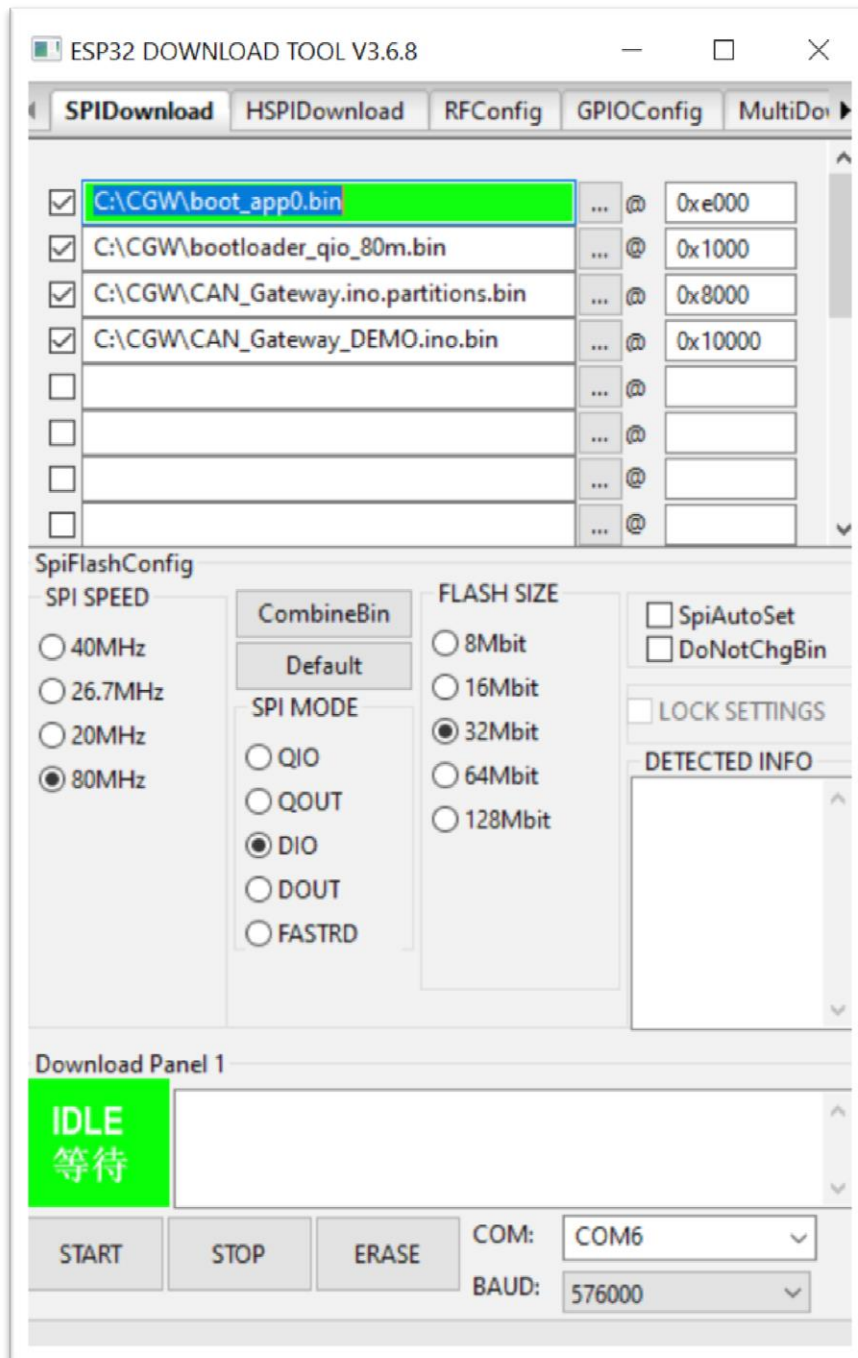 ESP32 DOWNLOAD TOOL V3.6.8
SPIDownload HSPIDownload RFConfig GPIOConfig MultiDo
C:\CGW\boot_app0.bin ... @ 0xe000
C:\CGW\bootloader_qio_80m.bin ... @ 0x1000
C:\CGW\CAN_Gateway.ino.partitions.bin ... @ 0x8000
C:\CGW\CAN_Gateway_DEMO.ino.bin ... @ 0x10000
... @
... @
... @
... @
SpiFlashConfig
SPI SPEED
40MHz
26.7MHz
20MHz
80MHz
CombineBin
Default
SPI MODE
QIO
QOUT
DIO
DOUT
FASTRD
FLASH SIZE
8Mbit
16Mbit
32Mbit
64Mbit
128Mbit
SpiAutoSet
DoNotChgBin
LOCK SETTINGS
DETECTED INFO
Download Panel 1
IDLE
等待
START STOP ERASE
COM: COM6
BAUD: 576000